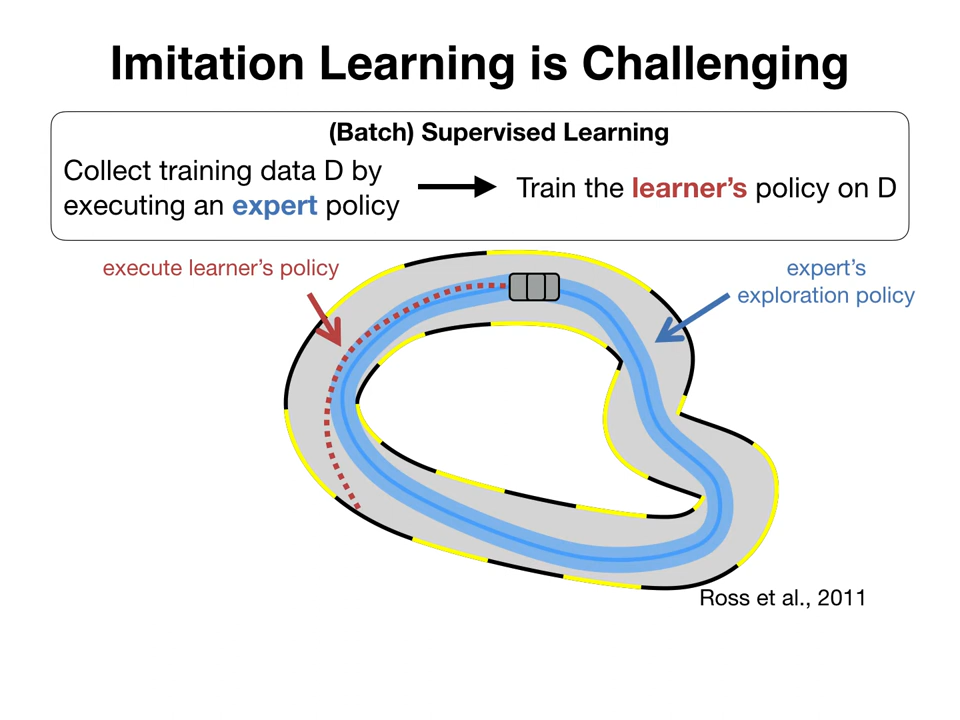 Imitation Learning is Challenging
(Batch) Supervised Learning
Collect training data D by
executing an expert policy
Train the learner's policy on D
execute learner's policy
expert's
exploration policy
Ross et al., 2011